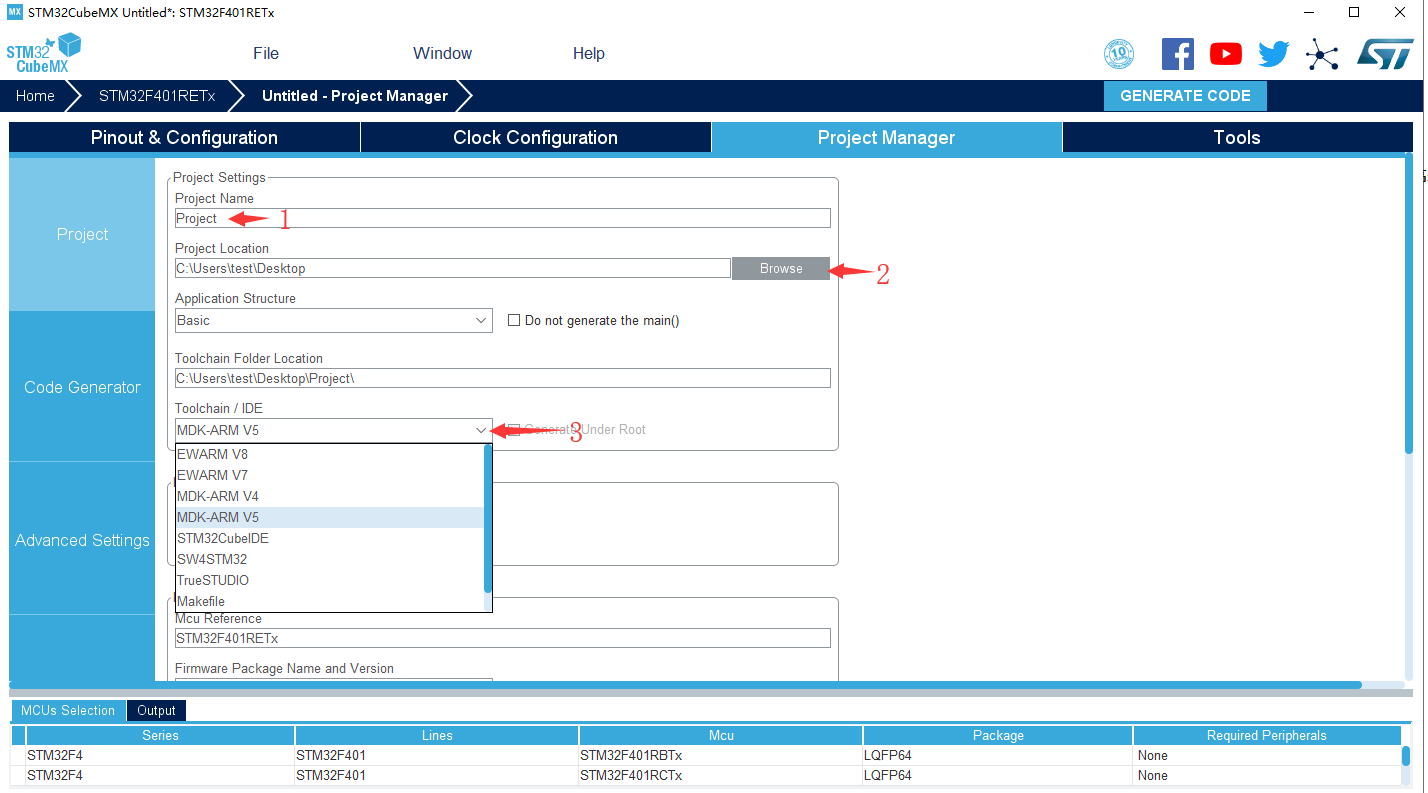 MX STM32CubeMX Untitled*: STM32F401RETx
STM32
CubeMX
File Window Help
10
ST
Home STM32F401RETx Untitled - Project Manager GENERATE CODE
Pinout & Configuration Clock Configuration Project Manager Tools
Project
Code Generator
Advanced Settings
Project Settings
Project Name
Project 1
Project Location
C:\Users\test\Desktop Browse 2
Application Structure
Basic Do not generate the main()
Toolchain Folder Location
C:\Users\test\Desktop\Project\
Toolchain / IDE
MDK-ARM V5 Generate Under Root 3
EWARM V8
EWARM V7
MDK-ARM V4
MDK-ARM V5
STM32CubeIDE
SW4STM32
TrueSTUDIO
Makefile
Mcu Reference
STM32F401RETx
Firmware Package Name and Version
MCUs Selection Output
Series Lines Mcu Package Required Peripherals
STM32F4 STM32F401 STM32F401RBTx LQFP64 None
STM32F4 STM32F401 STM32F401RCTx LQFP64 None